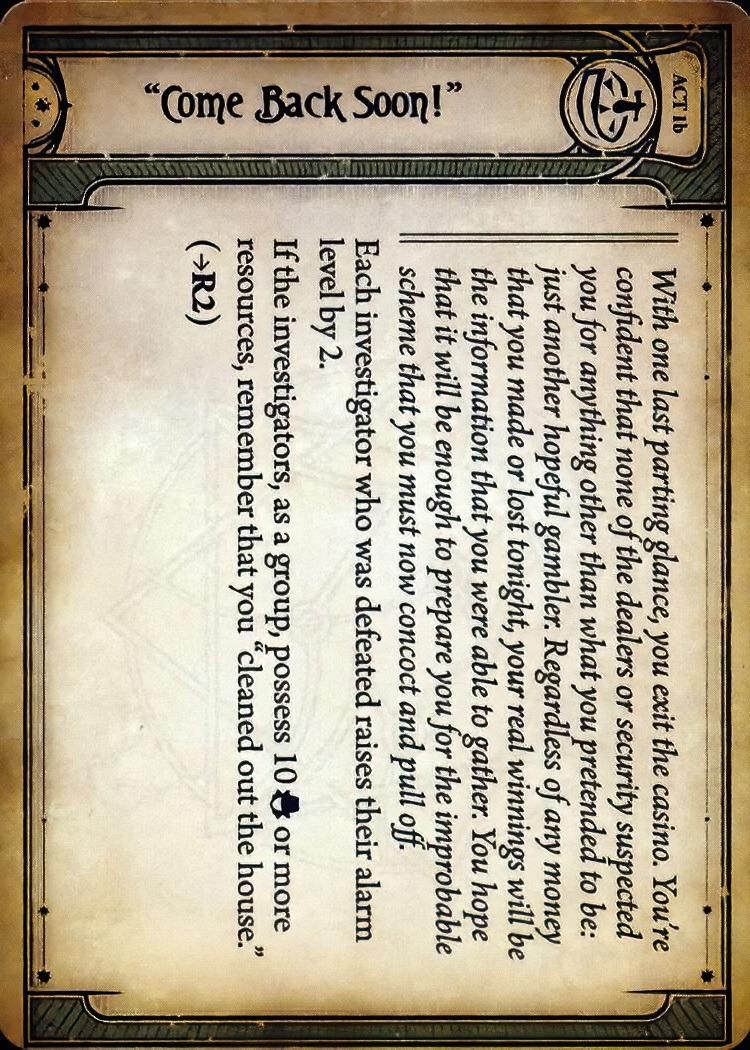 ACT 1b
"Come Back Soon!"
With one last parting glance, you exit the casino. You're
confident that none of the dealers or security suspected
you for anything other than what you pretended to be:
just another hopeful gambler. Regardless of any money
that you made or lost tonight, your real winnings will be
the information that you were able to gather. You hope
that it will be enough to prepare you for the improbable
scheme that you must now concoct and pull off.
Each investigator who was defeated raises their alarm
level by 2.
If the investigators, as a group, possess 10 or more
resources, remember that you “cleaned out the house.”
(→R2)